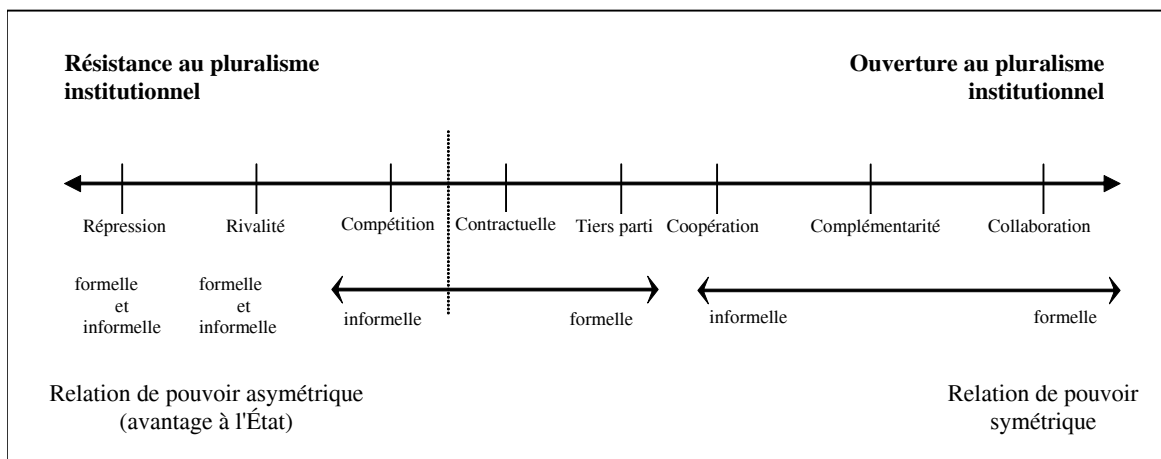 Résistance au pluralisme
institutionnel
Ouverture au pluralisme
institutionnel
Répression
Rivalité
Compétition
Contractuelle
Tiers parti
Coopération
Complémentarité
Collaboration
formelle
et
informelle
formelle
et
informelle
informelle
formelle
informelle
formelle
Relation de pouvoir asymétrique
(avantage à l'État)
Relation de pouvoir
symétrique